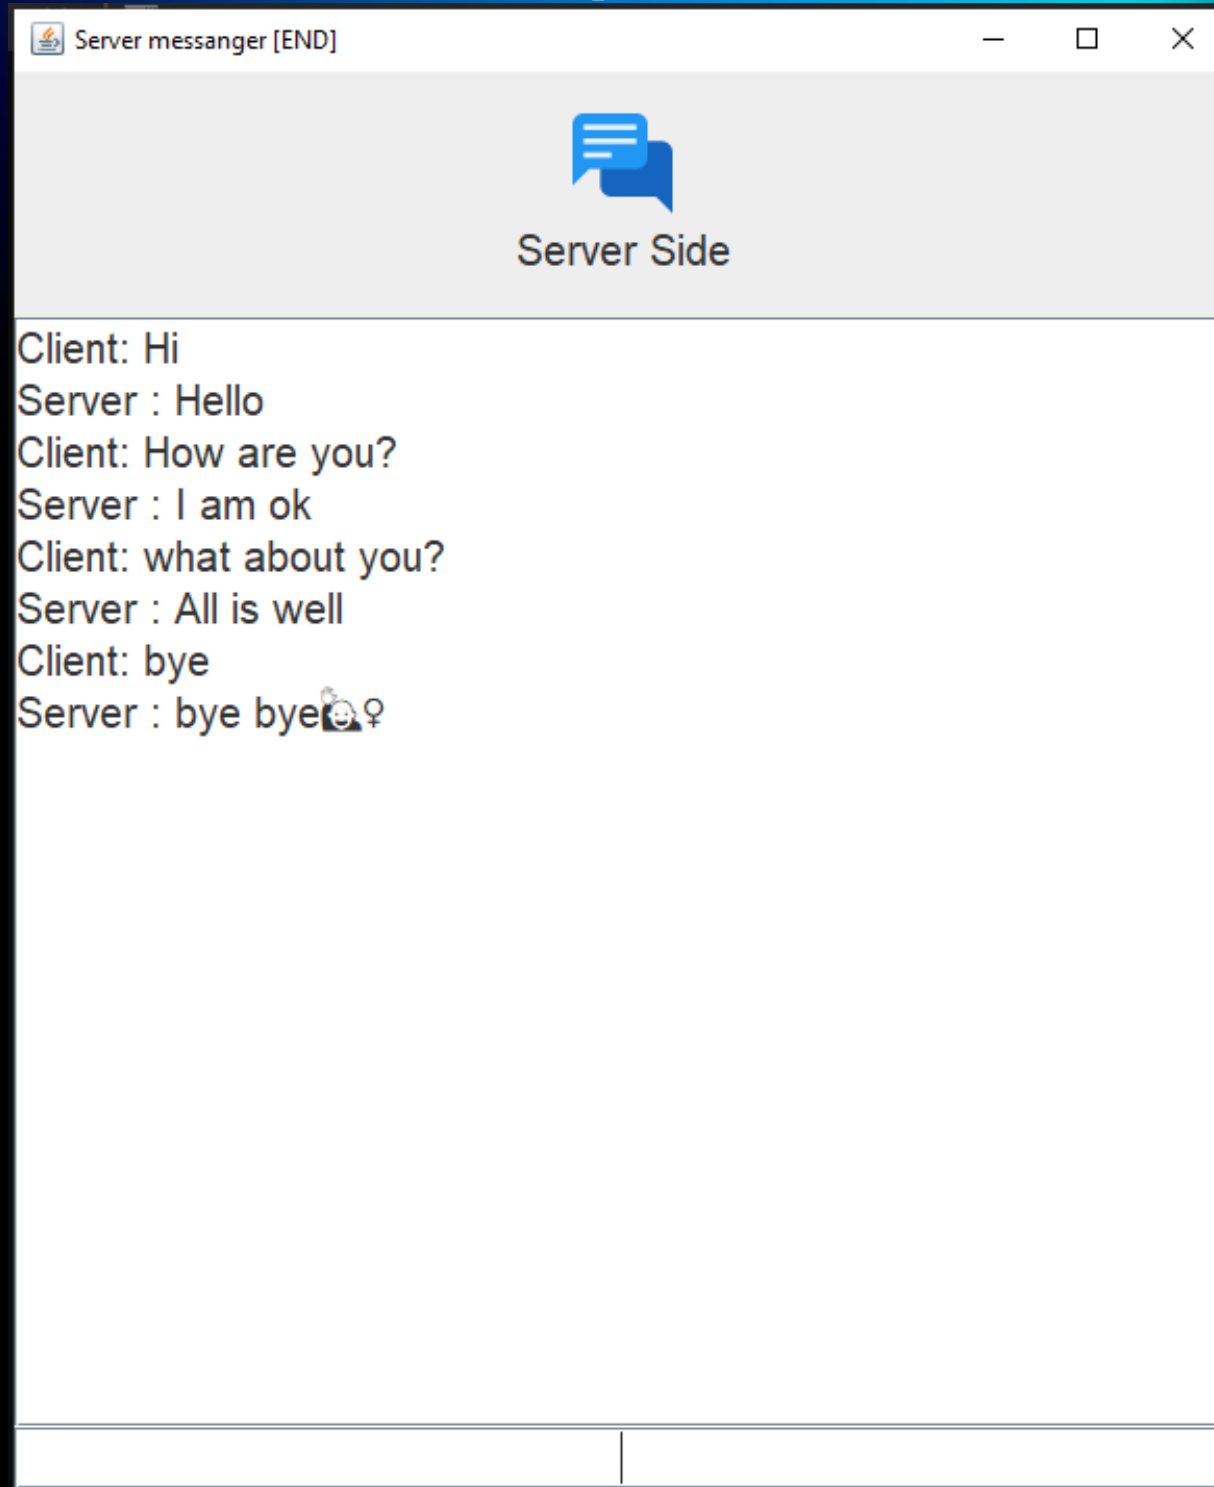 Server messanger [END]
Server Side
Client: Hi
Server : Hello
Client: How are you?
Server : I am ok
Client: what about you?
Server : All is well
Client: bye
Server : bye bye🙋♀